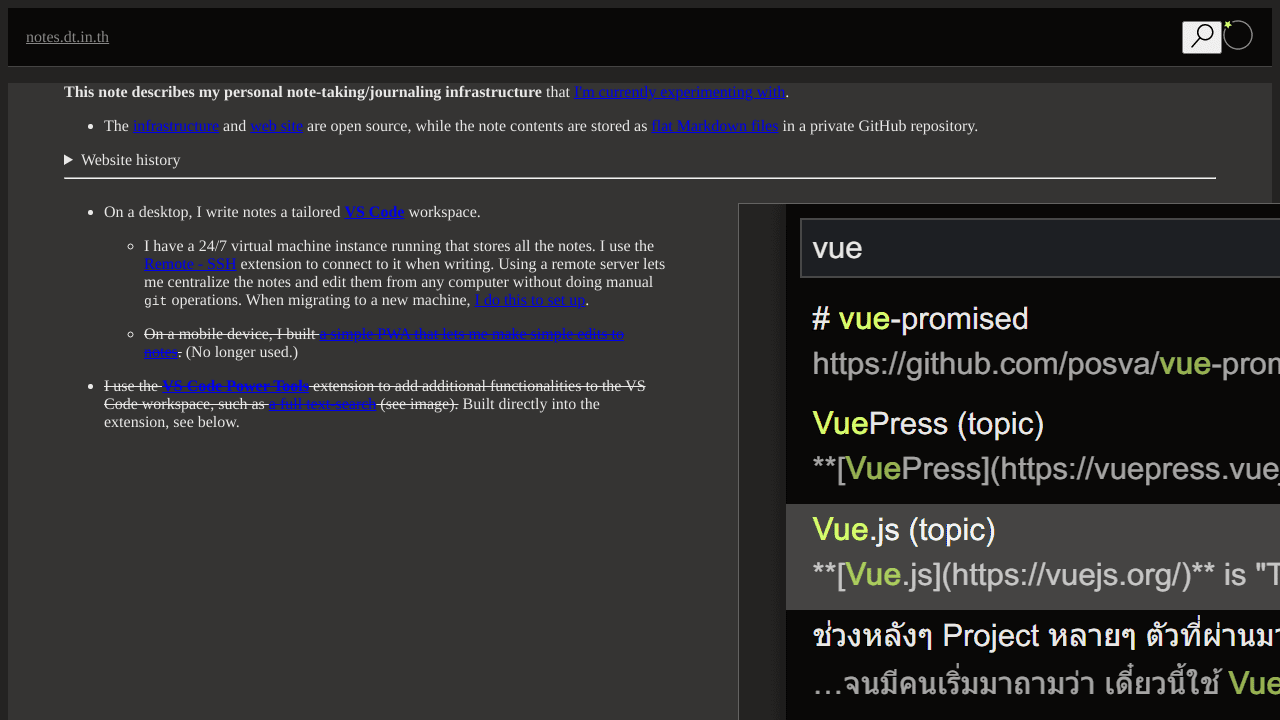 notes.dt.in.th
This note describes my personal note-taking/journaling infrastructure that I'm currently experimenting with.
The infrastructure and web site are open source, while the note contents are stored as flat Markdown files in a private GitHub repository.
Website history
On a desktop, I write notes a tailored VS Code workspace.
I have a 24/7 virtual machine instance running that stores all the notes. I use the
Remote - SSH extension to connect to it when writing. Using a remote server lets
me centralize the notes and edit them from any computer without doing manual
git operations. When migrating to a new machine, I do this to set up.
On a mobile device, I built a simple PWA that lets me make simple edits to
notes. (No longer used.)
I use the VS Code Power Tools extension to add additional functionalities to the VS
Code workspace, such as a full text-search (see image). Built directly into the
extension, see below.
vue
# vue-promised
https://github.com/posva/vue-prom
VuePress (topic)
**[VuePress](https://vuepress.vue
Vue.js (topic)
**[Vue.js](https://vuejs.org/)** is "T
ช่วงหลังๆ Project หลายๆ ตัวที่ผ่านมา
…จนมีคนเริ่มมาถามว่า เดี๋ยวนี้ใช้ Vue